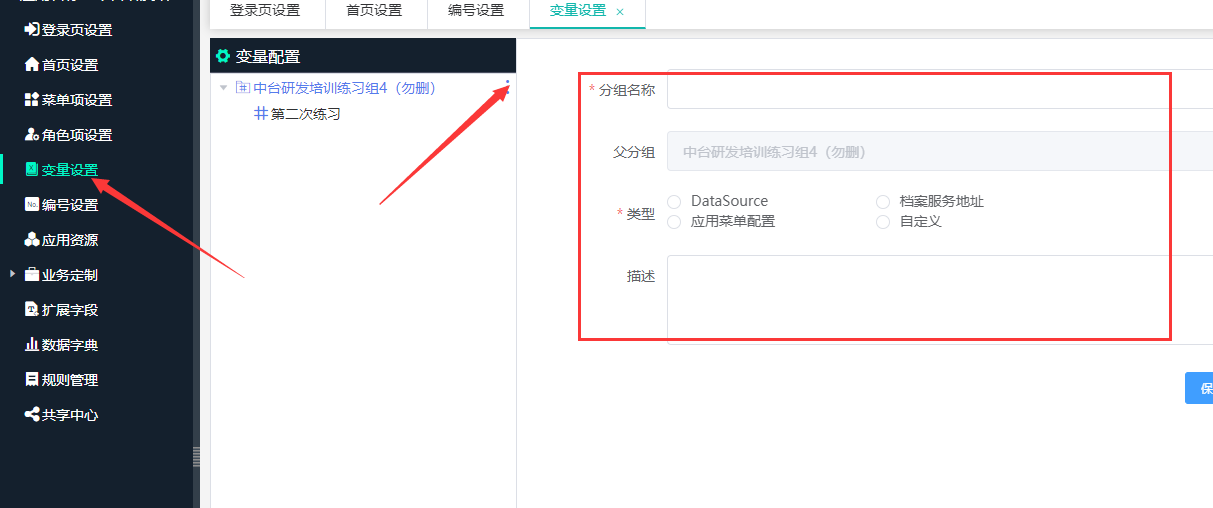 登录页设置
首页设置
菜单项设置
角色项设置
变量设置
编号设置
应用资源
业务定制
扩展字段
数据字典
规则管理
共享中心
登录页设置 首页设置 编号设置 变量设置 ×
变量配置
中台研发培训练习组4（勿删）
第二次练习
* 分组名称
父分组 中台研发培训练习组4（勿删）
* 类型 DataSource 档案服务地址
应用菜单配置 自定义
描述
保